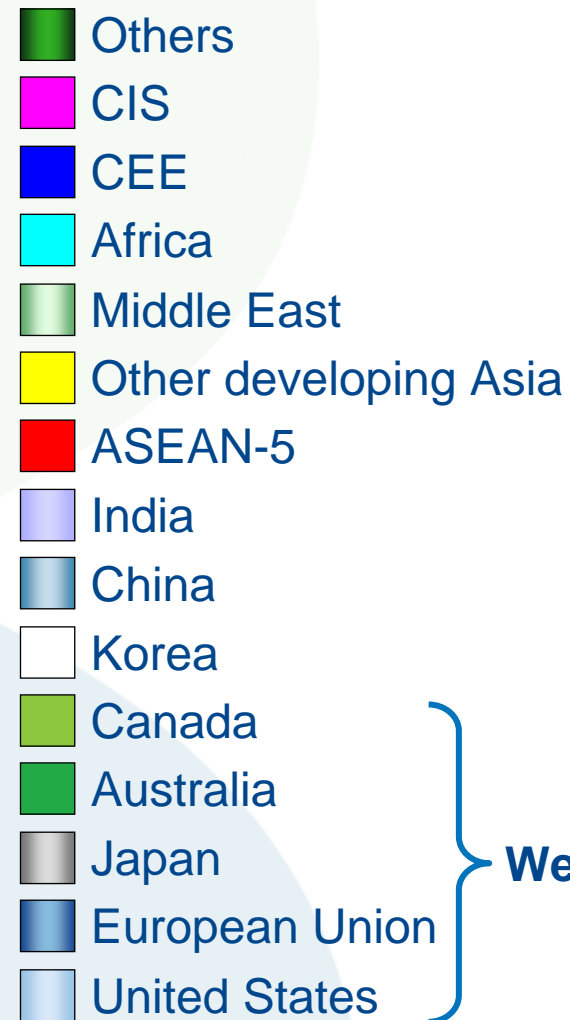 Others
CIS
CEE
Africa
Middle East
Other developing Asia
ASEAN-5
India
China
Korea
Canada
Australia
Japan
European Union
United States